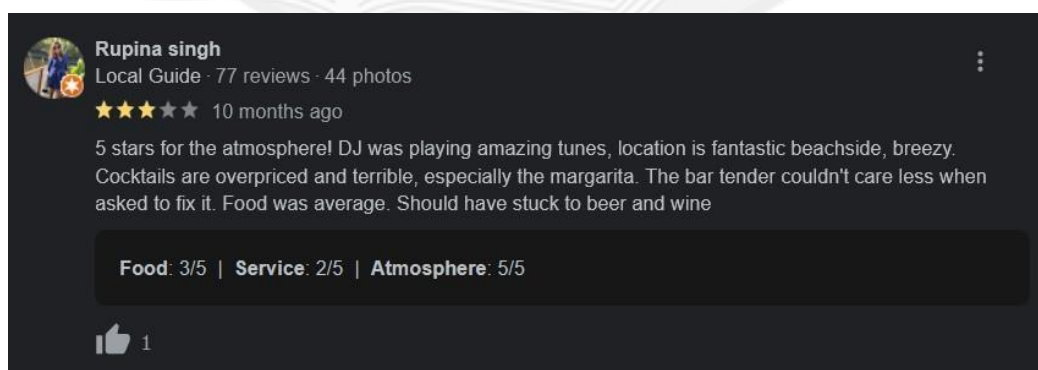 Rupina singh
Local Guide · 77 reviews · 44 photos
10 months ago
5 stars for the atmosphere! DJ was playing amazing tunes, location is fantastic beachside, breezy.
Cocktails are overpriced and terrible, especially the margarita. The bar tender couldn't care less when
asked to fix it. Food was average. Should have stuck to beer and wine
Food: 3/5 | Service: 2/5 | Atmosphere: 5/5
1